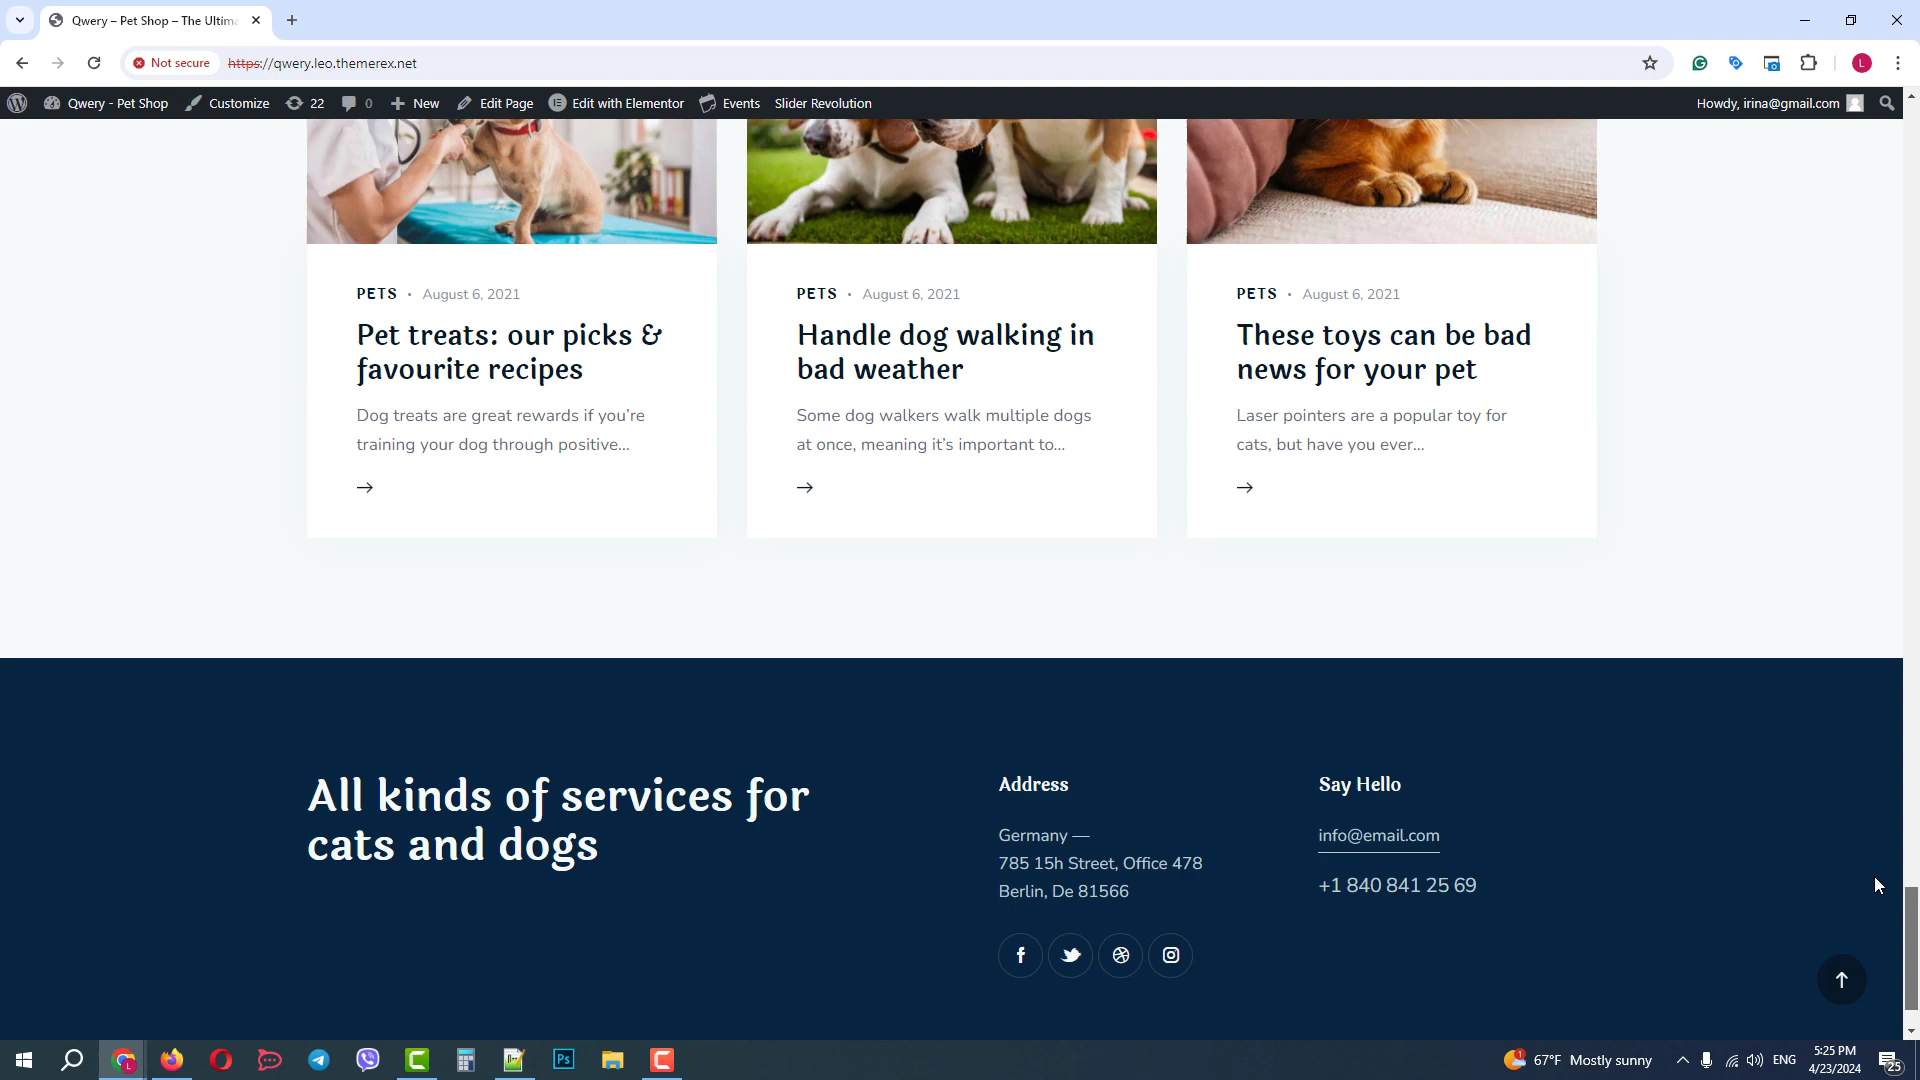 Qwery – Pet Shop – The Ultima
Not secure
https://qwery.leo.themerex.net
L
Qwery - Pet Shop
Customize
22
0
New
Edit Page
Edit with Elementor
Events
Slider Revolution
Howdy, irina@gmail.com
PETS • August 6, 2021
Pet treats: our picks &
favourite recipes
Dog treats are great rewards if you're
training your dog through positive...
PETS • August 6, 2021
Handle dog walking in
bad weather
Some dog walkers walk multiple dogs
at once, meaning it's important to...
PETS • August 6, 2021
These toys can be bad
news for your pet
Laser pointers are a popular toy for
cats, but have you ever...
All kinds of services for
cats and dogs
Address
Germany —
785 15h Street, Office 478
Berlin, De 81566
Say Hello
info@email.com
+1 840 841 25 69
L
Ps
1
67°F Mostly sunny
ENG
5:25 PM
4/23/2024
25